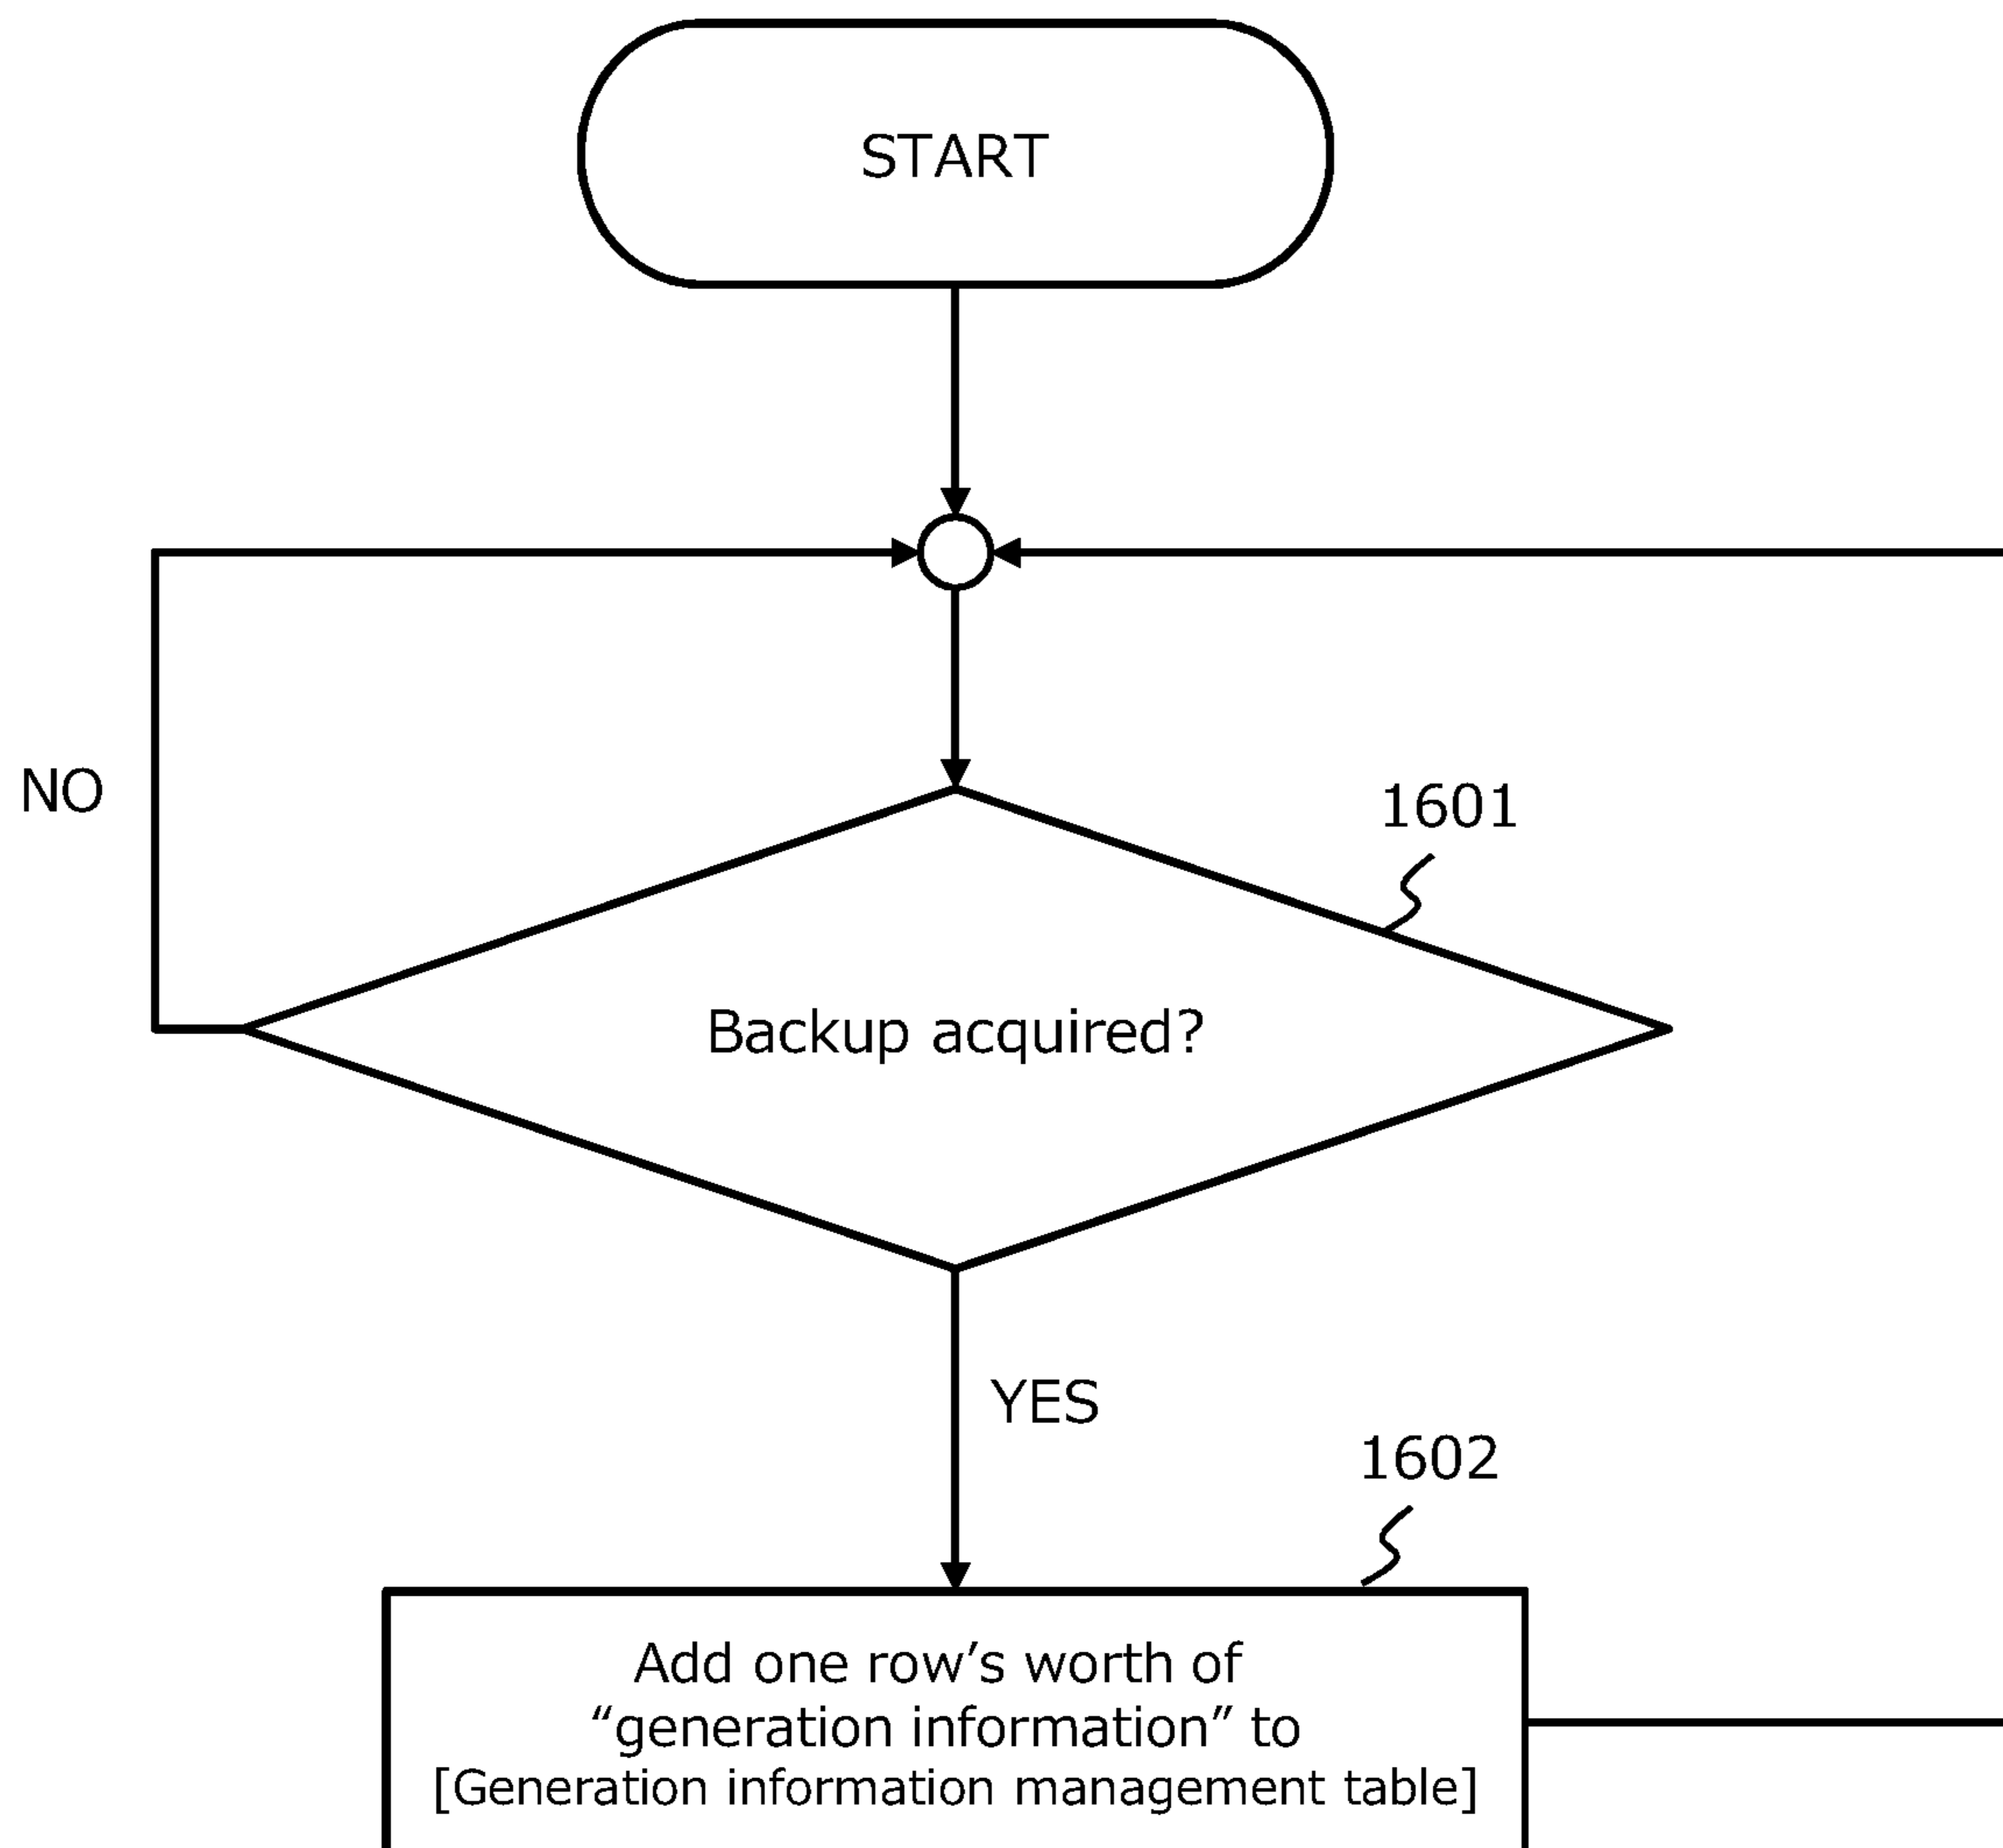 START
NO
1601
Backup acquired?
YES
1602
Add one row’s worth of
“generation information” to
[Generation information management table]